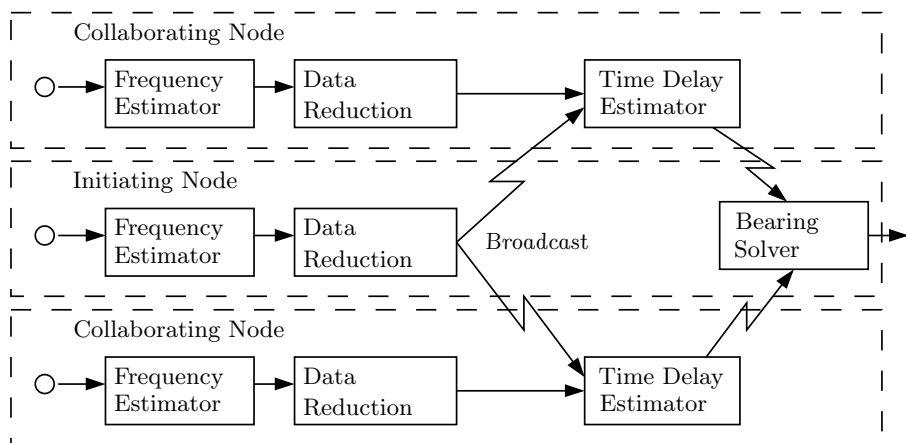 Collaborating Node
Frequency
Estimator
Data
Reduction
Time Delay
Estimator
Initiating Node
Frequency
Estimator
Data
Reduction
Broadcast
Bearing
Solver
Collaborating Node
Frequency
Estimator
Data
Reduction
Time Delay
Estimator